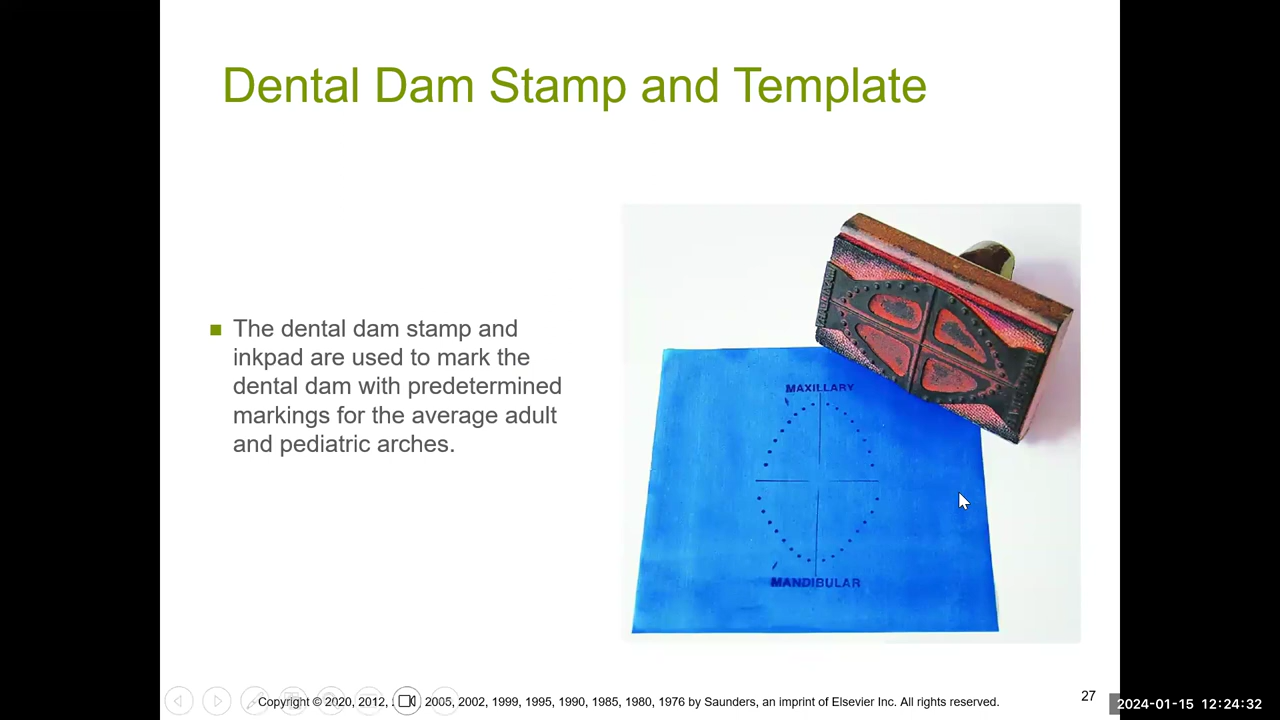 Dental Dam Stamp and Template
The dental dam stamp and
inkpad are used to mark the
dental dam with predetermined
markings for the average adult
and pediatric arches.
MAXILLARY
MANDIBULAR
Copyright © 2020, 2012, 2005, 2002, 1999, 1995, 1990, 1985, 1980, 1976 by Saunders, an imprint of Elsevier Inc. All rights reserved.
27
2024-01-15 12:24:32